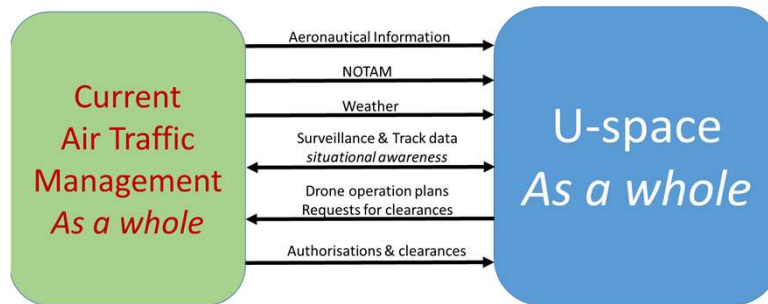 Current
Air Traffic
Management
As a whole
Aeronautical Information
NOTAM
Weather
Surveillance & Track data
situational awareness
Drone operation plans
Requests for clearances
Authorisations & clearances
U-space
As a whole